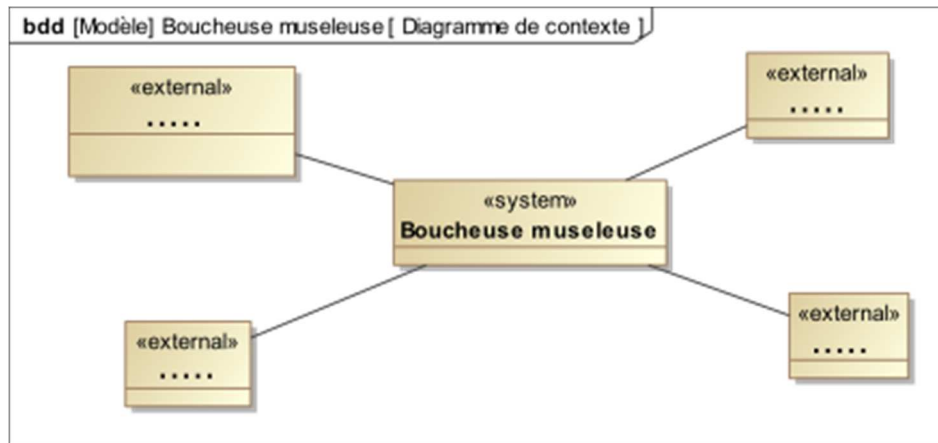 bdd [Modèle] Boucheuse museleuse [ Diagramme de contexte ]
«external»
.....
«external»
.....
«system»
Boucheuse museleuse
«external»
.....
«external»
.....